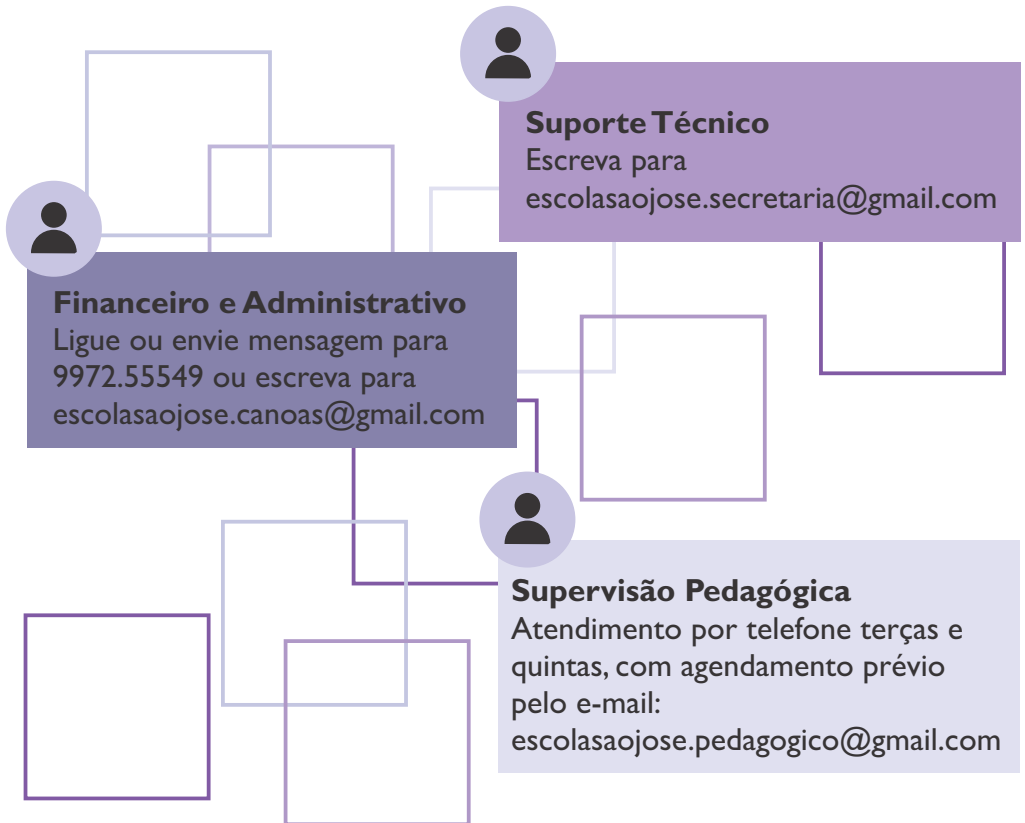 Suporte Técnico
Escreva para
escolasaojose.secretaria@gmail.com
Financeiro e Administrativo
Ligue ou envie mensagem para
9972.55549 ou escreva para
escolasaojose.canoas@gmail.com
Supervisão Pedagógica
Atendimento por telefone terças e
quintas, com agendamento prévio
pelo e-mail:
escolasaojose.pedagogico@gmail.com